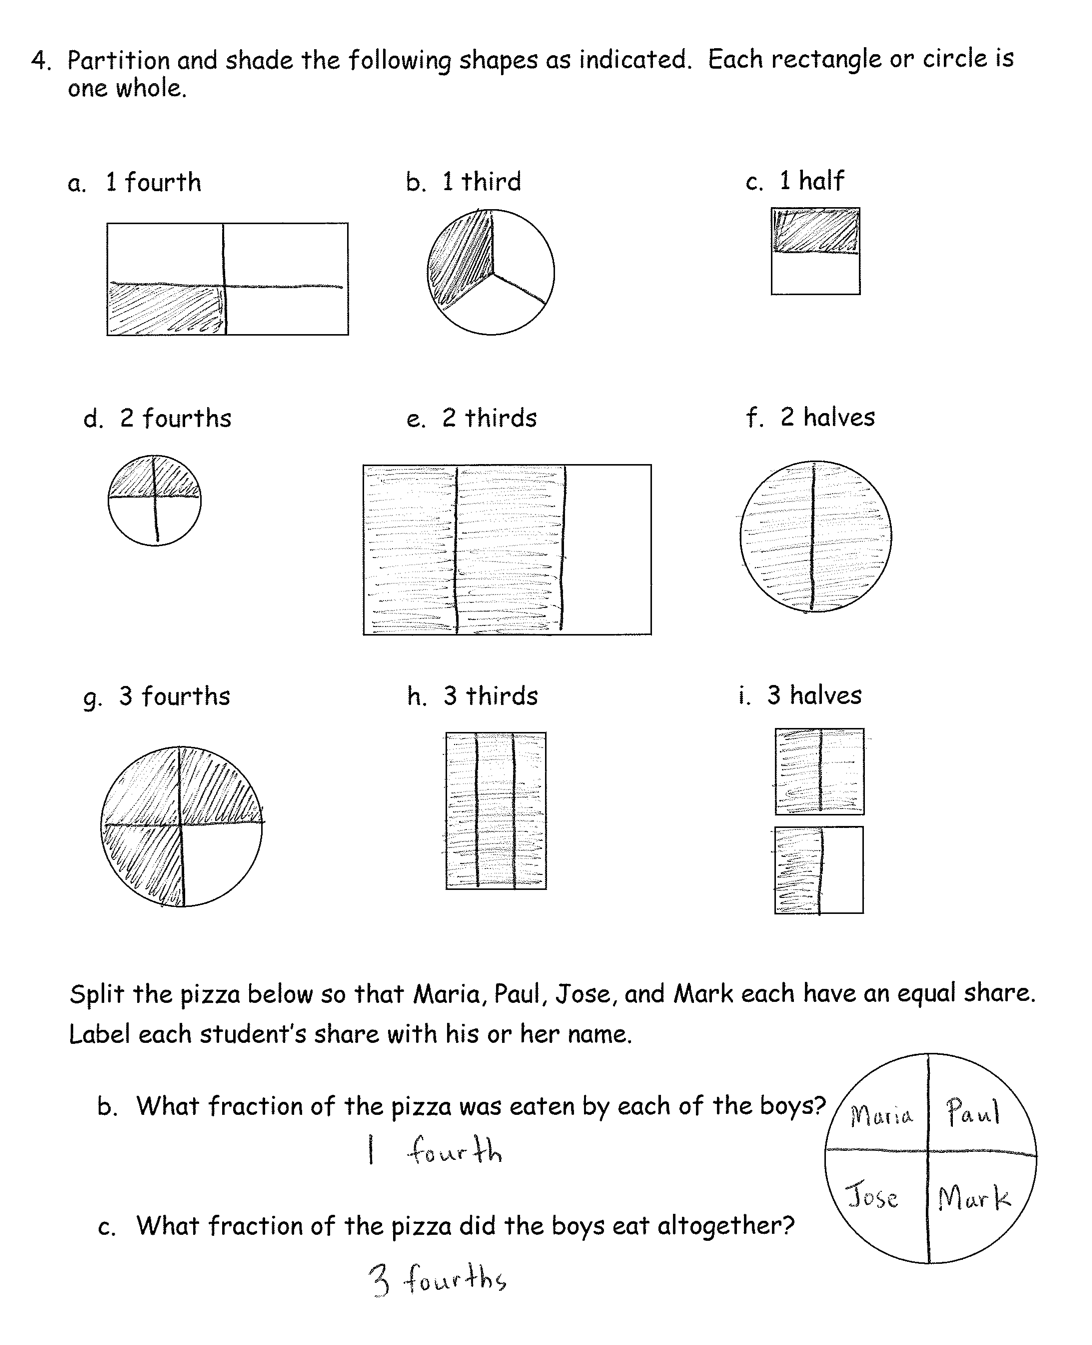 4. Partition and shade the following shapes as indicated. Each rectangle or circle is
one whole.
a. 1 fourth
b. 1 third
c. 1 half
d. 2 fourths
e. 2 thirds
f. 2 halves
g. 3 fourths
h. 3 thirds
i. 3 halves
Split the pizza below so that Maria, Paul, Jose, and Mark each have an equal share.
Label each student's share with his or her name.
b. What fraction of the pizza was eaten by each of the boys?
1 fourth
Maria
Paul
Jose
Mark
c. What fraction of the pizza did the boys eat altogether?
3 fourths